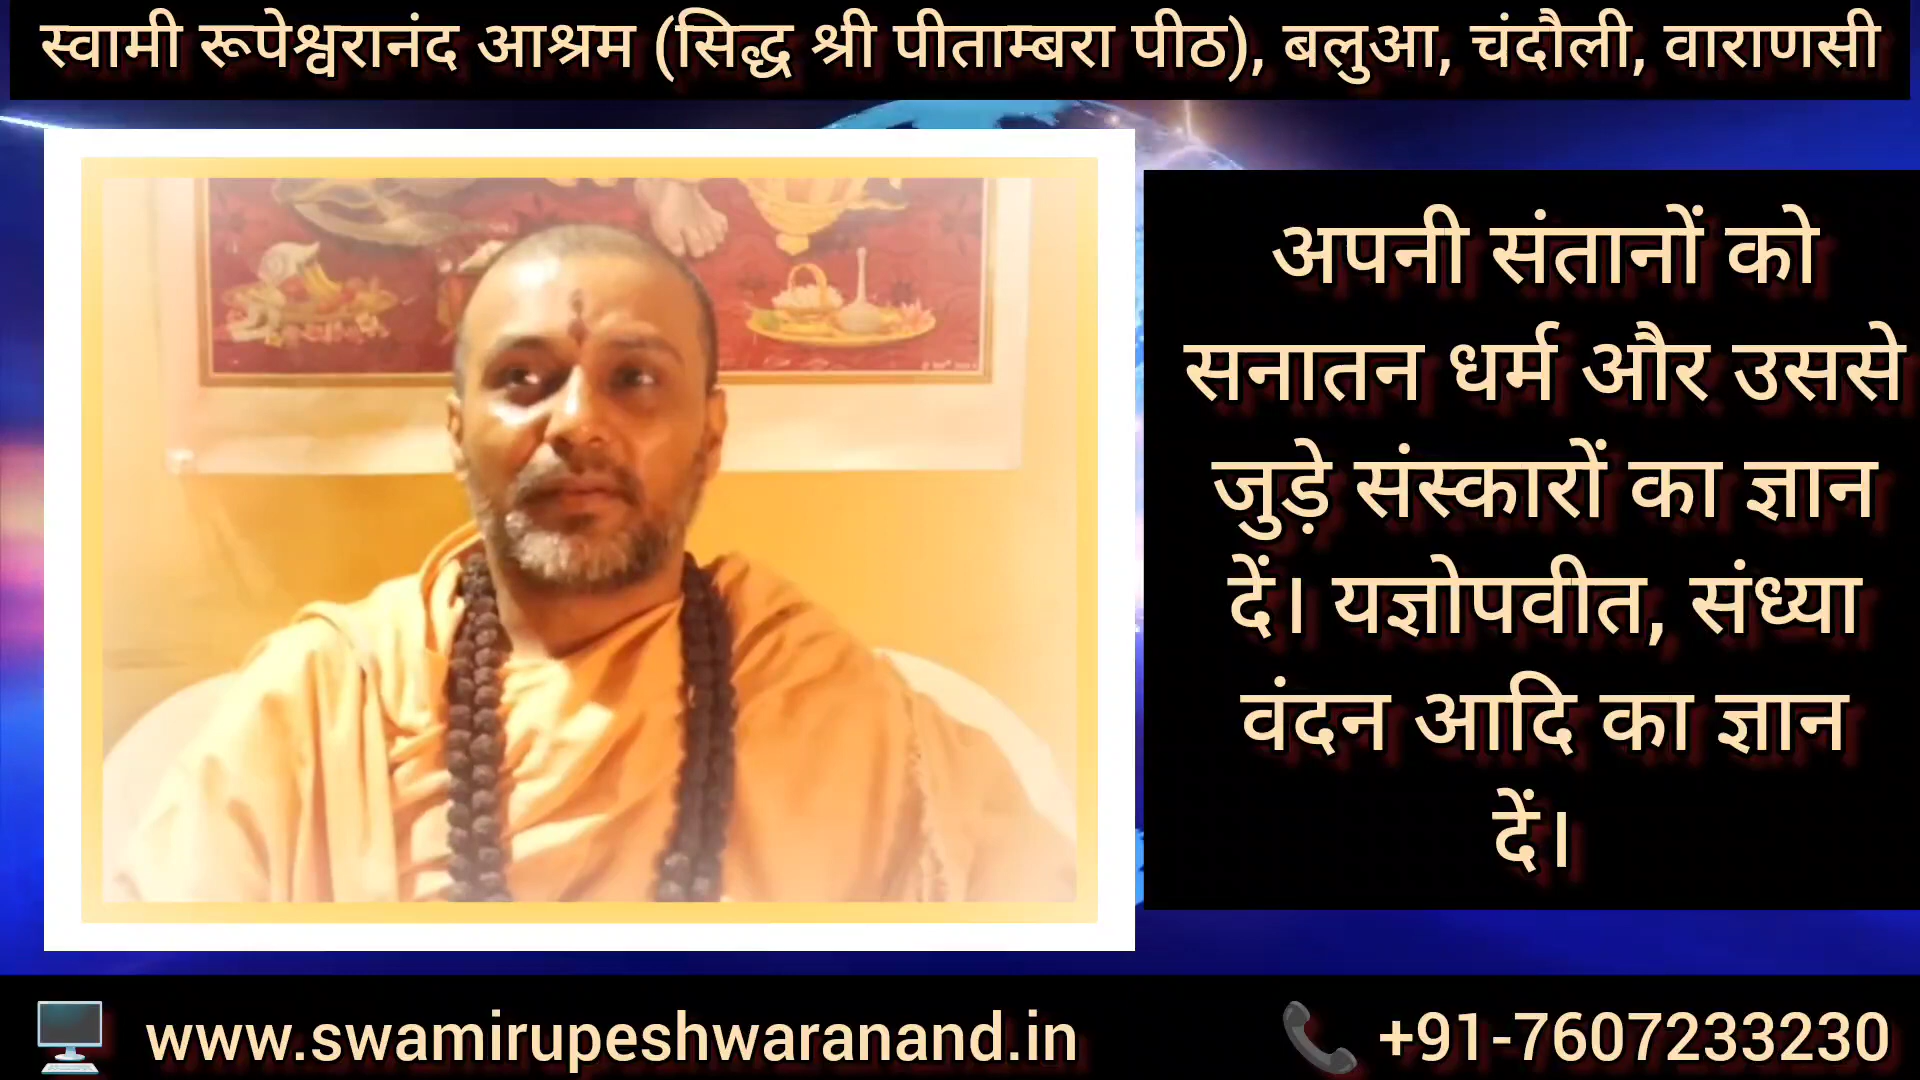 स्वामी रूपेश्वरानंद आश्रम (सिद्ध श्री पीताम्बरा पीठ), बलुआ, चंदौली, वाराणसी
अपनी संतानों को
सनातन धर्म और उससे
जुड़े संस्कारों का ज्ञान
दें। यज्ञोपवीत, संध्या
वंदन आदि का ज्ञान
दें।
www.swamirupeshwaranand.in
+91-7607233230